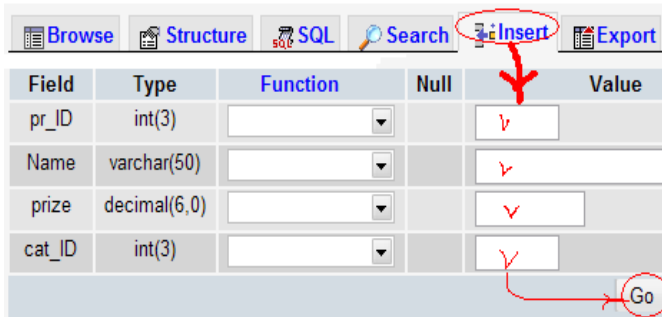 Browse Structure SQL Search Insert Export
Field Type Function Null Value
pr_ID int(3)
Name varchar(50)
prize decimal(6,0)
cat_ID int(3)
Go